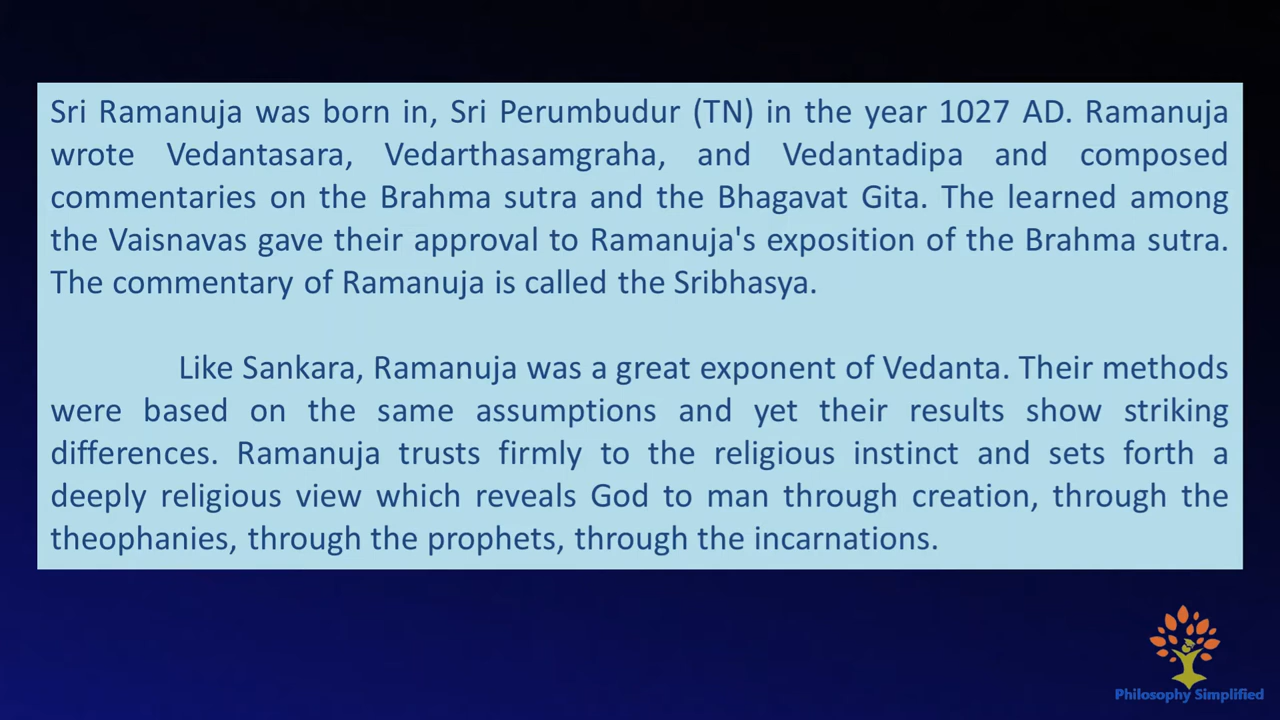 Sri Ramanuja was born in, Sri Perumbudur (TN) in the year 1027 AD. Ramanuja
wrote Vedantasara, Vedarthasamgraha, and Vedantadipa and composed
commentaries on the Brahma sutra and the Bhagavat Gita. The learned among
the Vaisnavas gave their approval to Ramanuja's exposition of the Brahma sutra.
The commentary of Ramanuja is called the Sribhasya.
Like Sankara, Ramanuja was a great exponent of Vedanta. Their methods
were based on the same assumptions and yet their results show striking
differences. Ramanuja trusts firmly to the religious instinct and sets forth a
deeply religious view which reveals God to man through creation, through the
theophanies, through the prophets, through the incarnations.
Philosophy Simplified